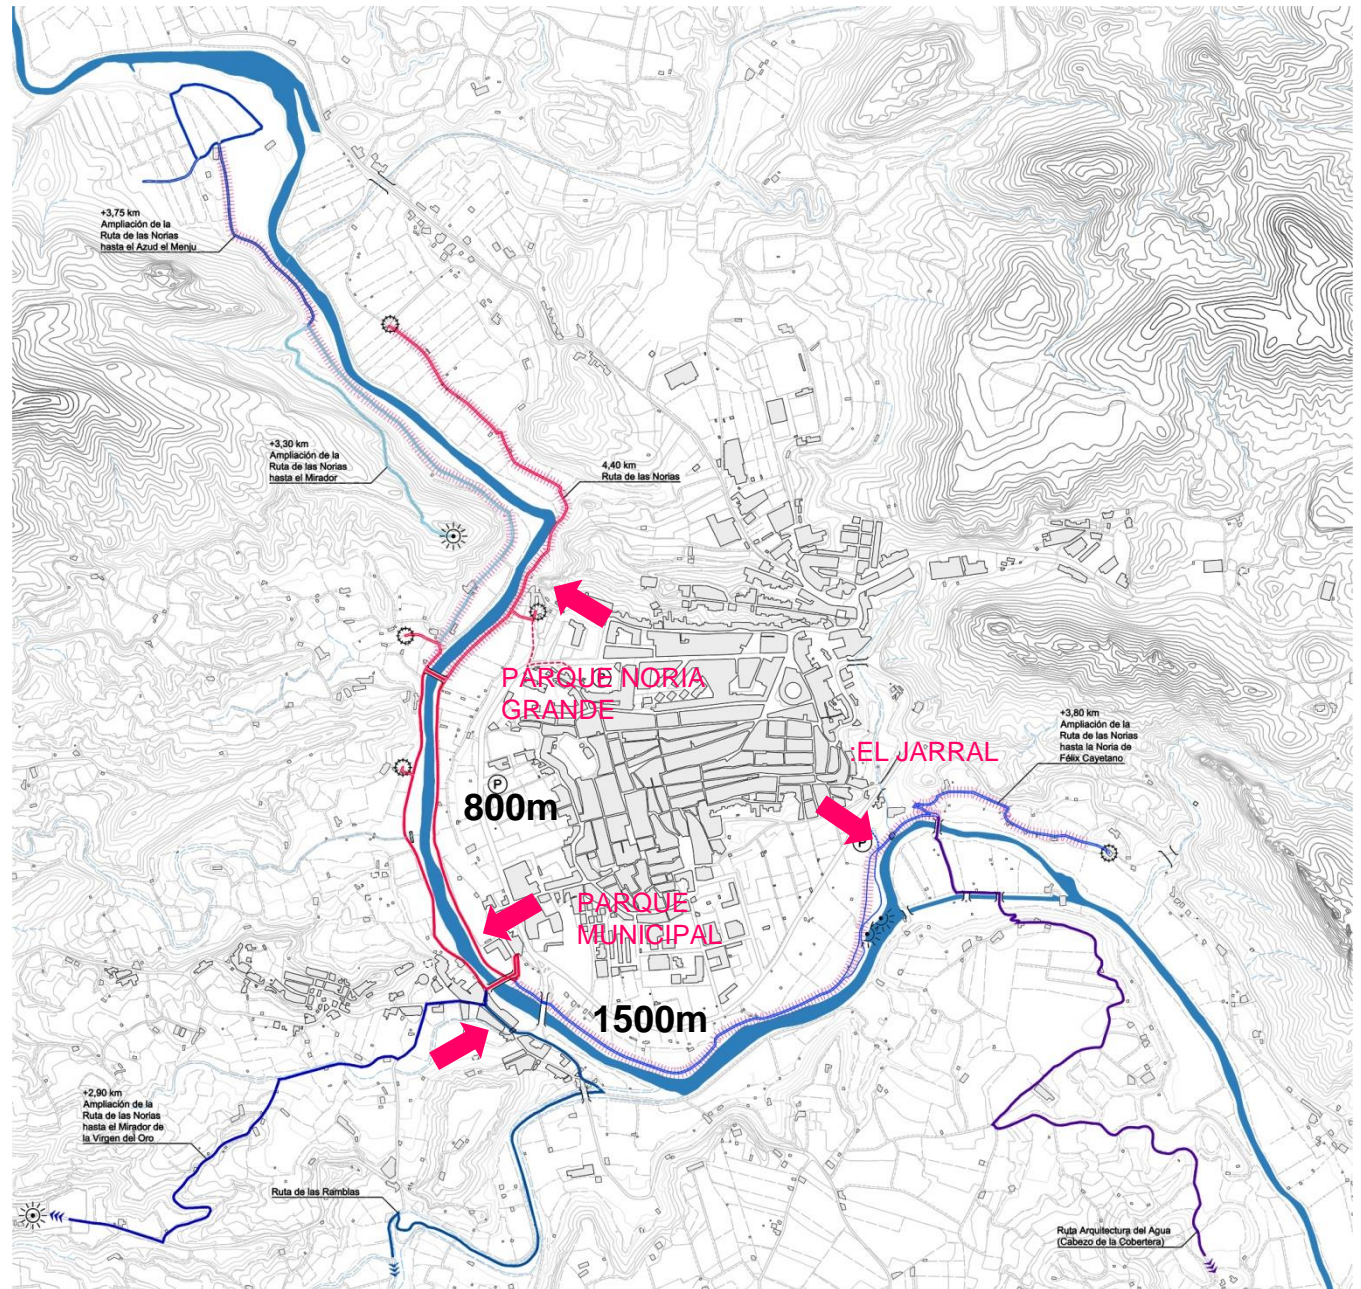 +3,75 km
Ampliación de la
Ruta de las Norias
hasta el Azud el Menju
+3,30 km
Ampliación de la
Ruta de las Norias
hasta el Mirador
4,40 km
Ruta de las Norias
PARQUE NORIA
GRANDE
+3,80 km
Ampliación de la
Ruta de las Norias
hasta la Noria de
Félix Cayetano
EL JARRAL
P
800m
P
PARQUE
MUNICIPAL
1500m
+2,90 km
Ampliación de la
Ruta de las Norias
hasta el Mirador de
la Virgen del Oro
Ruta de las Ramblas
Ruta Arquitectura del Agua
(Cabezo de la Cobertera)